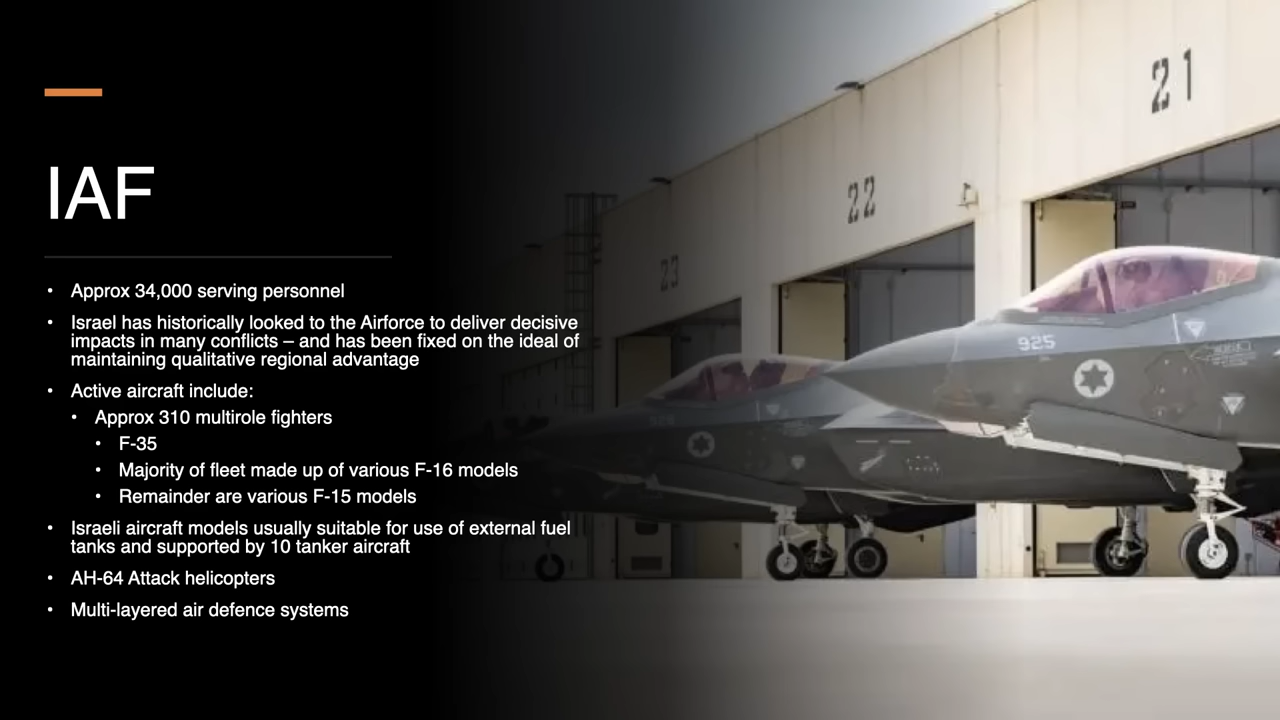 IAF
• Approx 34,000 serving personnel
• Israel has historically looked to the Airforce to deliver decisive
impacts in many conflicts – and has been fixed on the ideal of
maintaining qualitative regional advantage
• Active aircraft include:
• Approx 310 multirole fighters
• F-35
• Majority of fleet made up of various F-16 models
• Remainder are various F-15 models
• Israeli aircraft models usually suitable for use of external fuel
tanks and supported by 10 tanker aircraft
• AH-64 Attack helicopters
• Multi-layered air defence systems
21
22
23
925